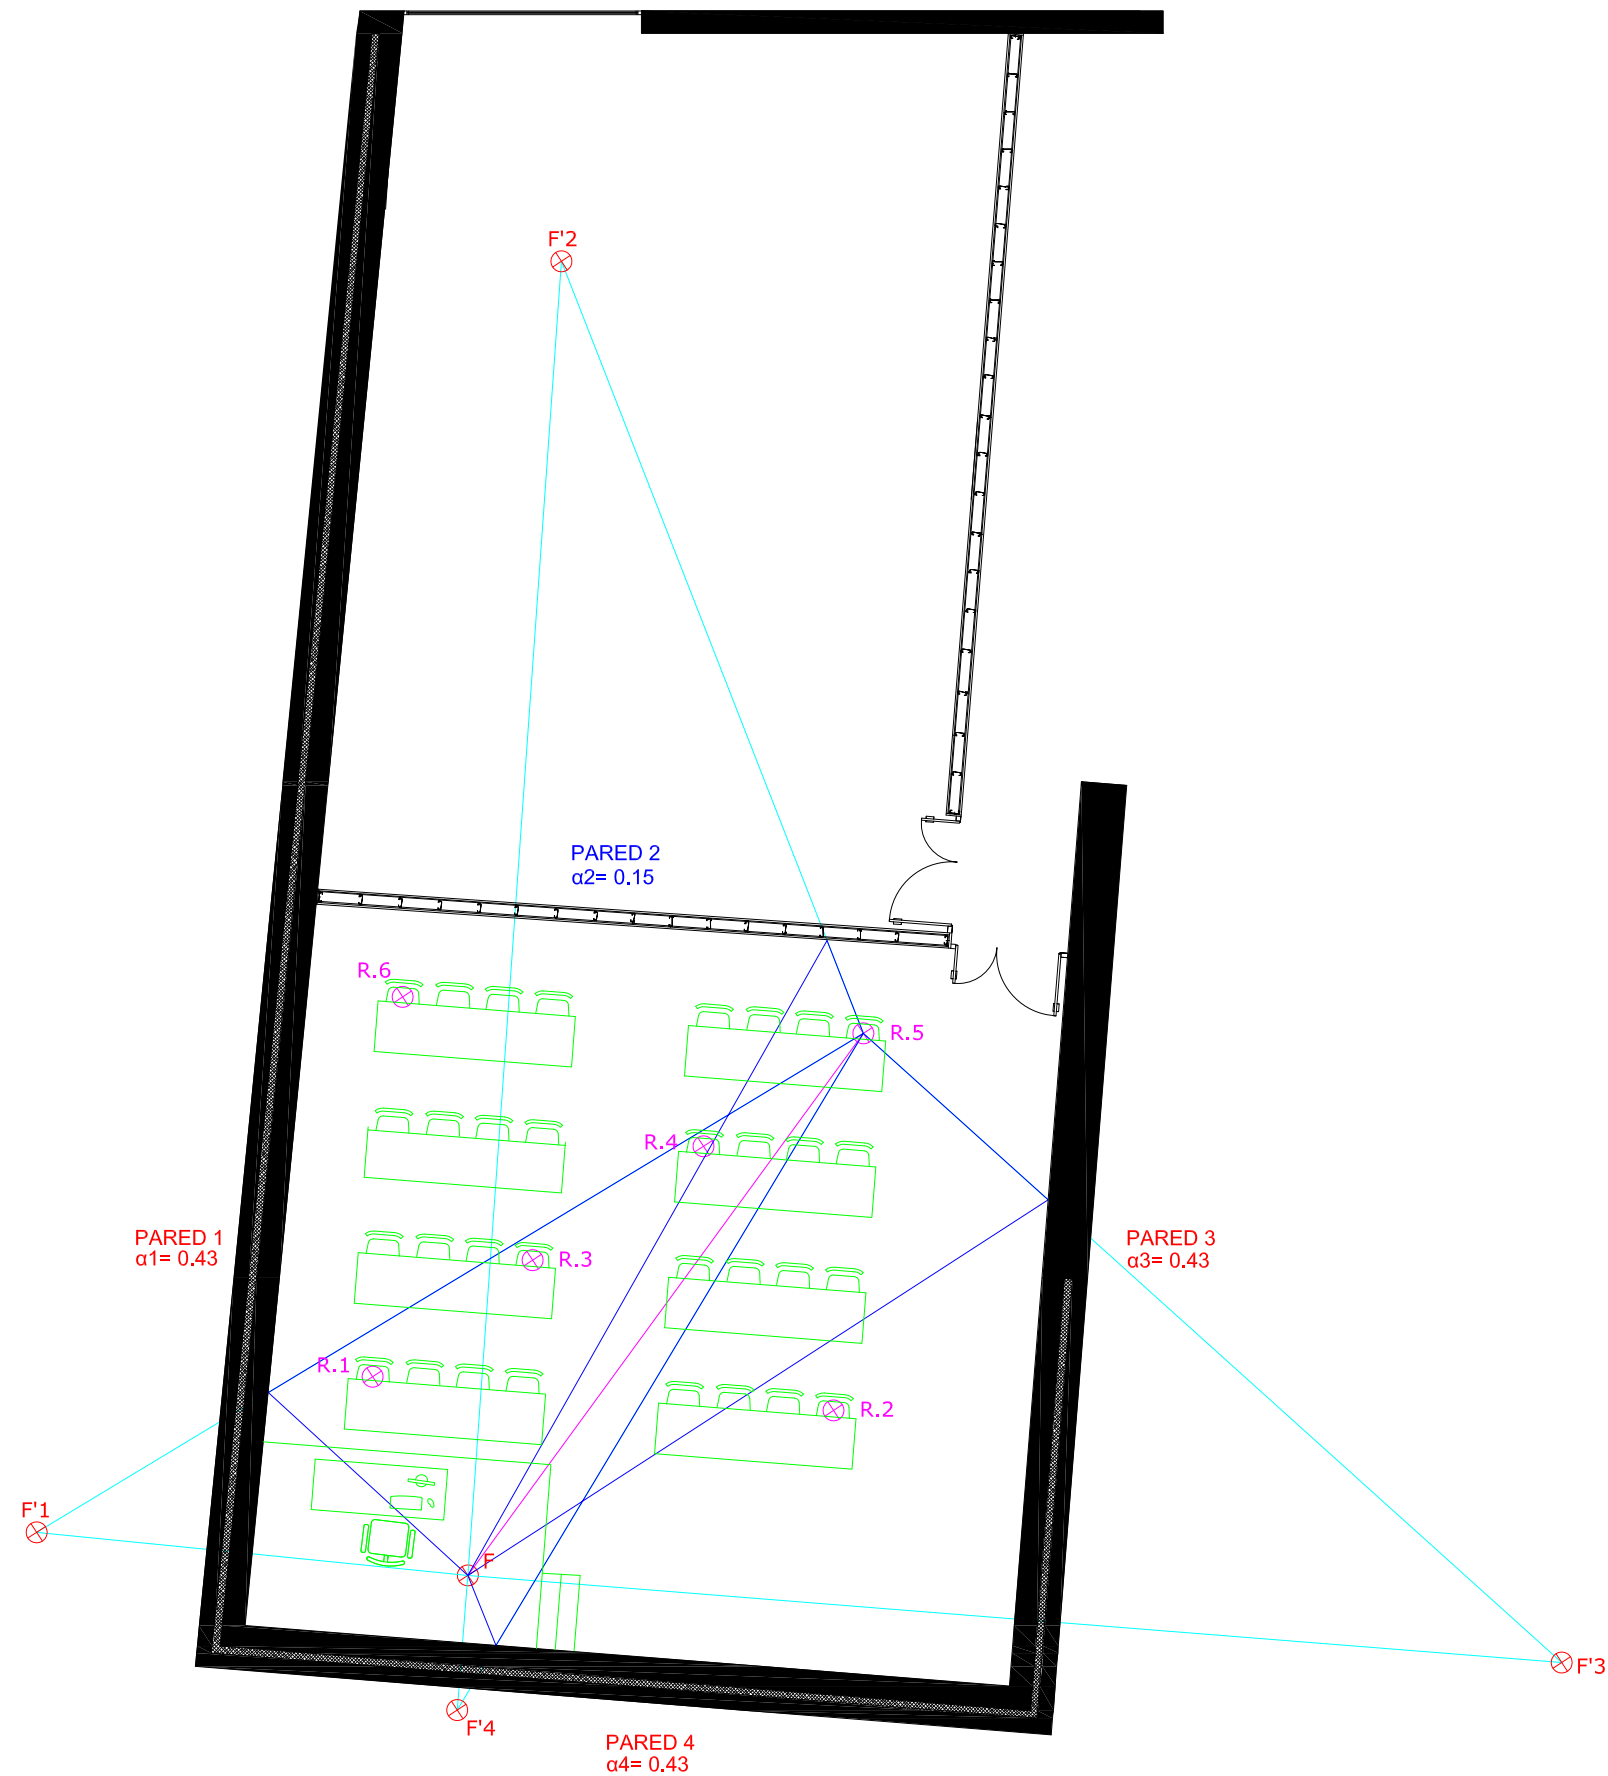 F'2
PARED 2
α2= 0.15
R.6
R.5
R.4
PARED 1
α1= 0.43
R.3
PARED 3
α3= 0.43
R.1
R.2
F'1
F
F'3
F'4
PARED 4
α4= 0.43